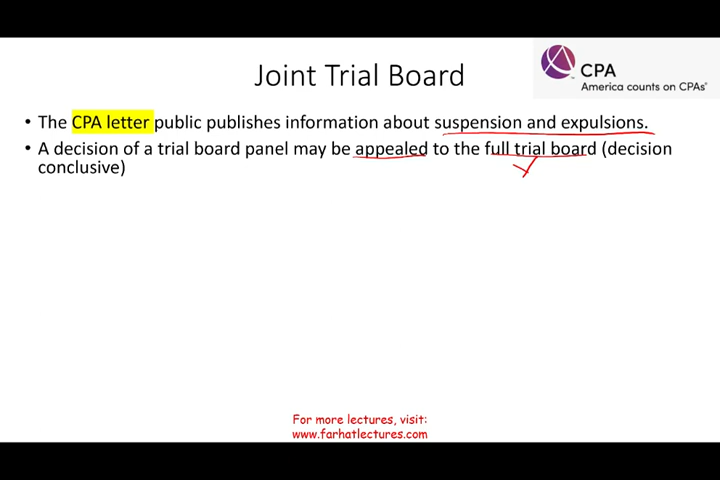 Joint Trial Board
CPA
America counts on CPAs®
• The CPA letter public publishes information about suspension and expulsions.
• A decision of a trial board panel may be appealed to the full trial board (decision
conclusive)
For more lectures, visit:
www.farhatlectures.com